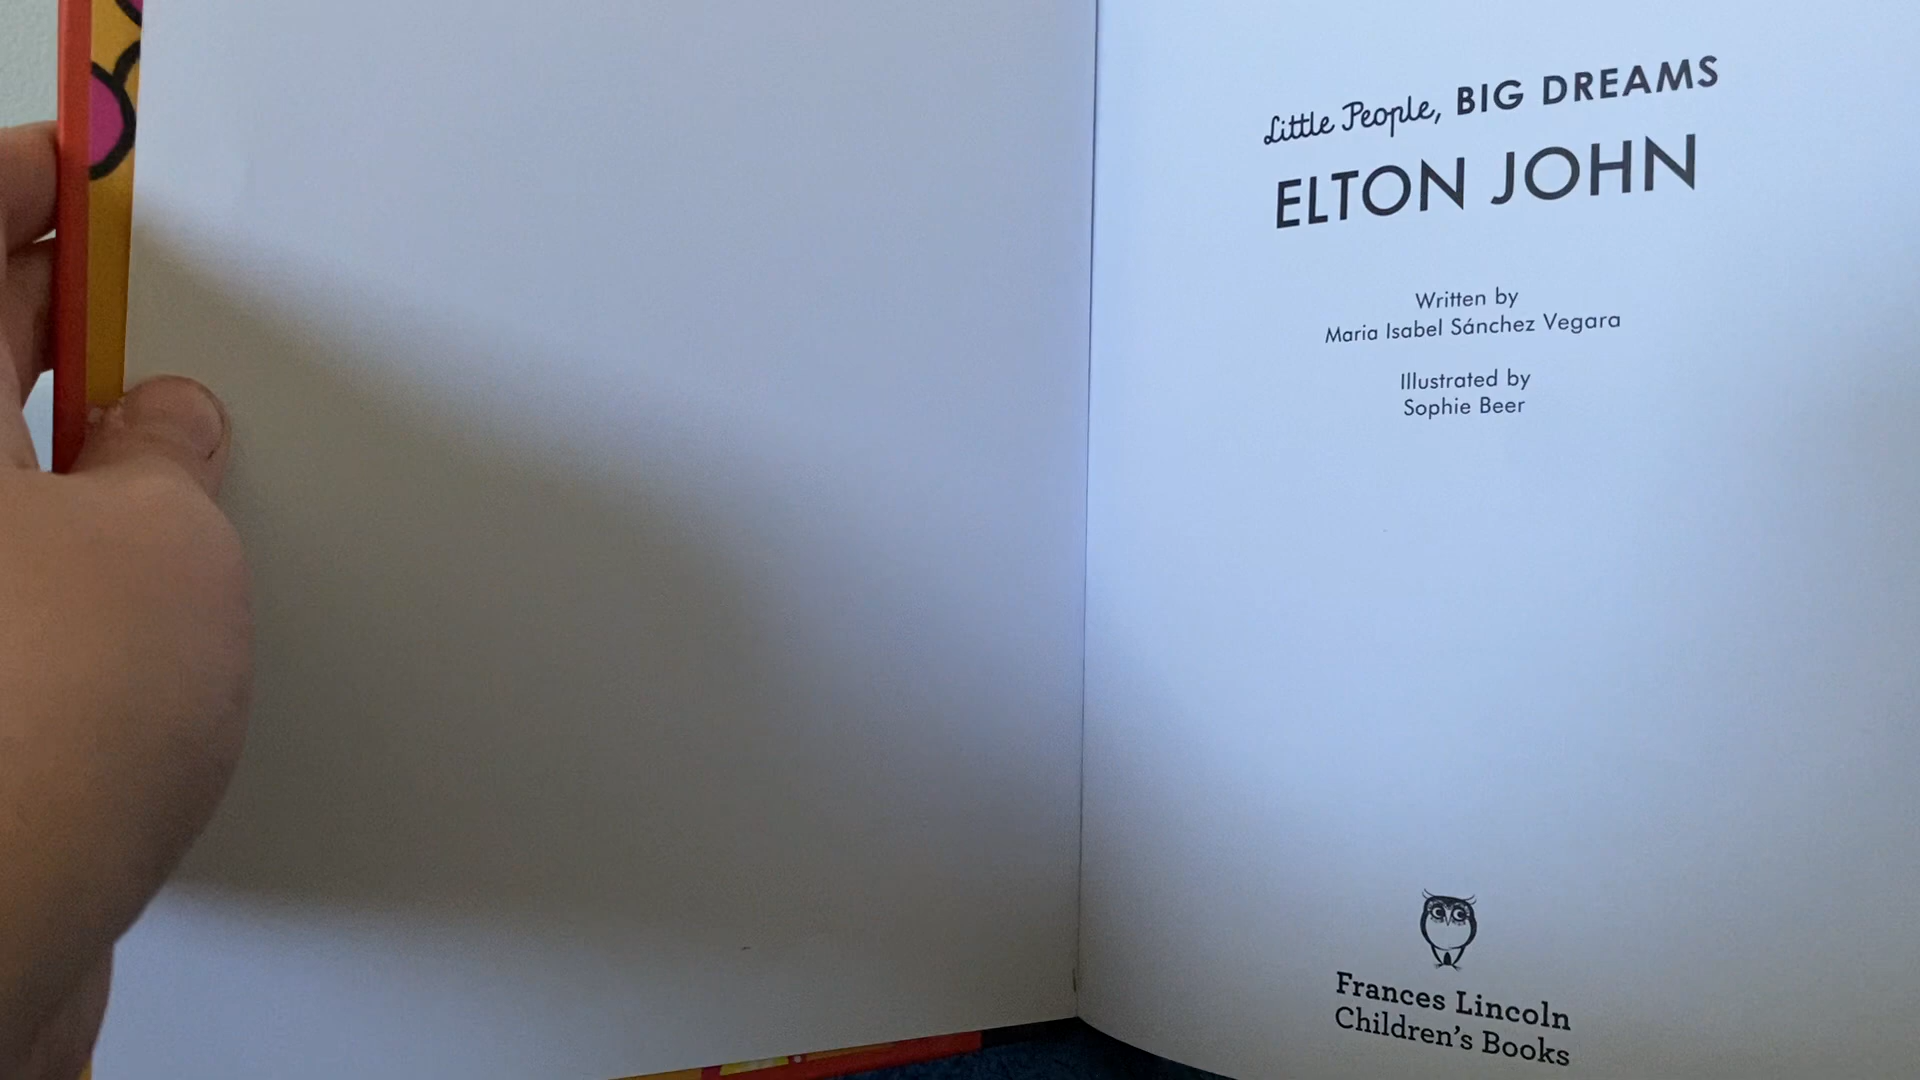 Little People, BIG DREAMS
ELTON JOHN
Written by
Maria Isabel Sánchez Vegara
Illustrated by
Sophie Beer
Frances Lincoln
Children's Books